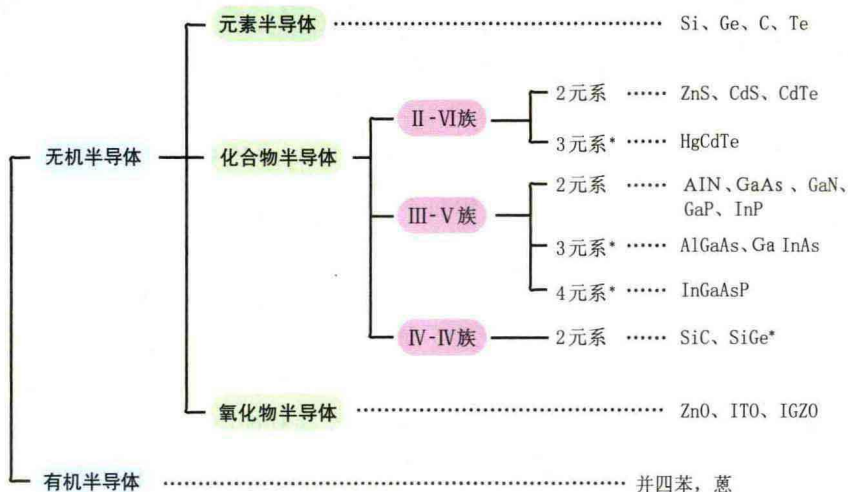 元素半导体 ………… Si、Ge、C、Te
2元系 …… ZnS、CdS、CdTe
II-VI族
3元系* …… HgCdTe
无机半导体
化合物半导体
2元系 …… AIN、GaAs、GaN、
GaP、InP
III-V族
3元系* …… AlGaAs、Ga InAs
4元系* …… InGaAsP
IV-IV族
2元系 …… SiC、SiGe*
氧化物半导体 ………… ZnO、ITO、IGZO
有机半导体 ………… 并四苯，蒽